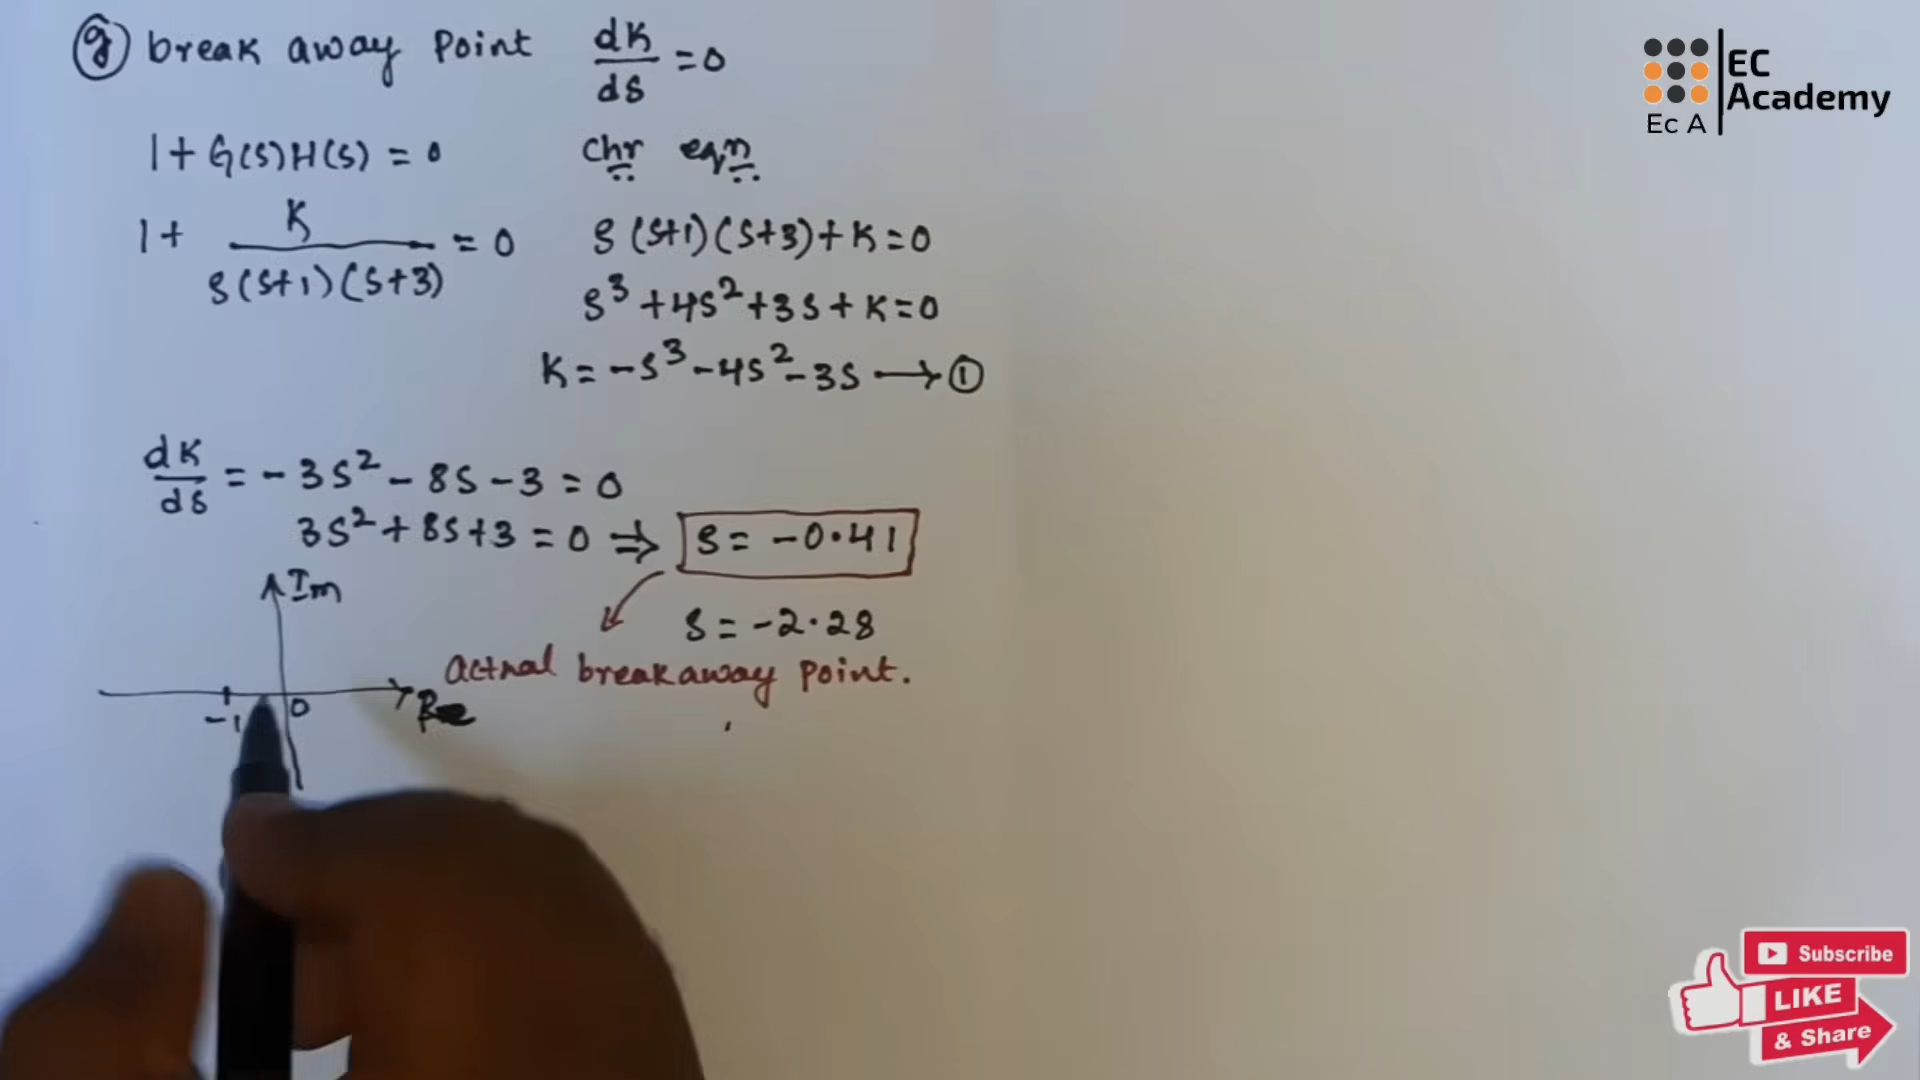 g break away Point dK/ds = 0
1 + G(s)H(s) = 0 chr eqn
1 + K/s(s+1)(s+3) = 0 s(s+1)(s+3)+K=0
s³ + 4s² + 3s + K = 0
K = -s³ - 4s² - 3s → ①
dK/ds = -3s² - 8s - 3 = 0
3s² + 8s + 3 = 0 ⇒ s = -0.41
s = -2.28
Im
Actual breakaway point.
-1 0 Re
EC
Academy
Ec A
Subscribe
LIKE
& Share